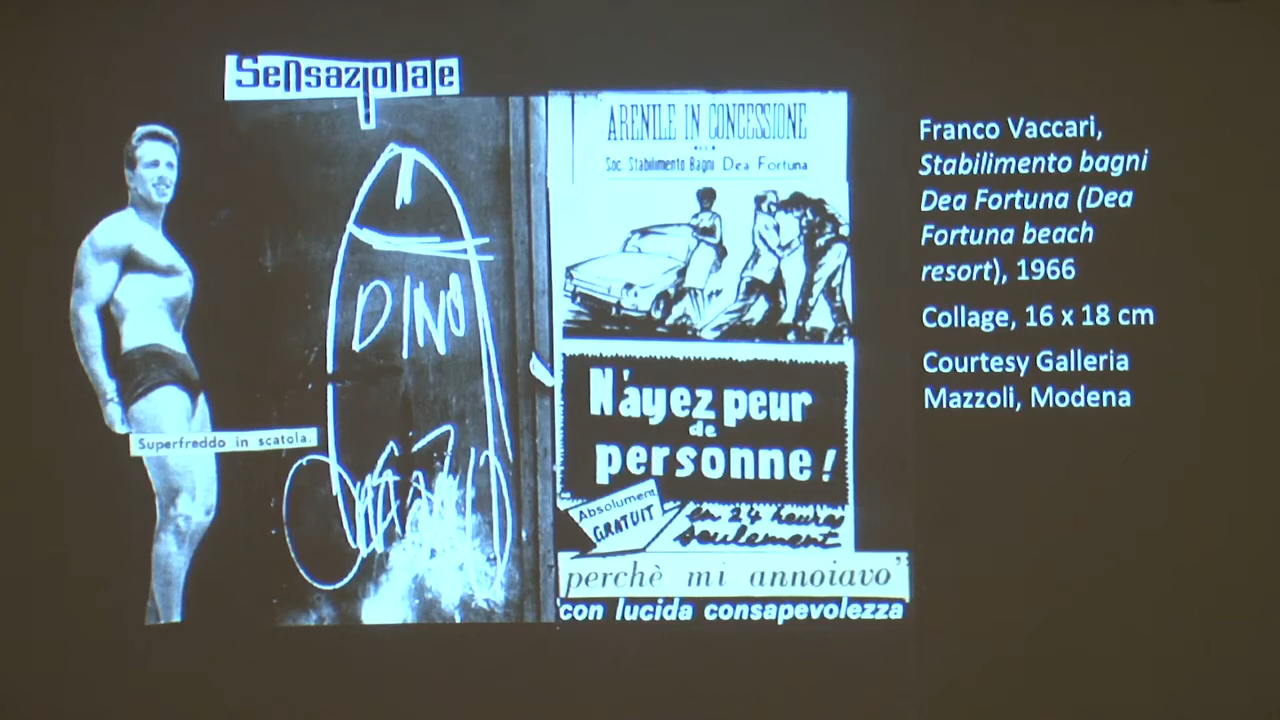 Sensazionale
DINO
Superfreddo in scatola.
ARENILE IN CONCESSIONE
ALLA
Soc. Stabilimento Bagni Dea Fortuna
N'ayez peur
de
personne!
Absolument
GRATUIT
en 24 heures
seulement
perchè mi annoiavo”
con lucida consapevolezza
Franco Vaccari,
Stabilimento bagni
Dea Fortuna (Dea
Fortuna beach
resort), 1966
Collage, 16 x 18 cm
Courtesy Galleria
Mazzoli, Modena